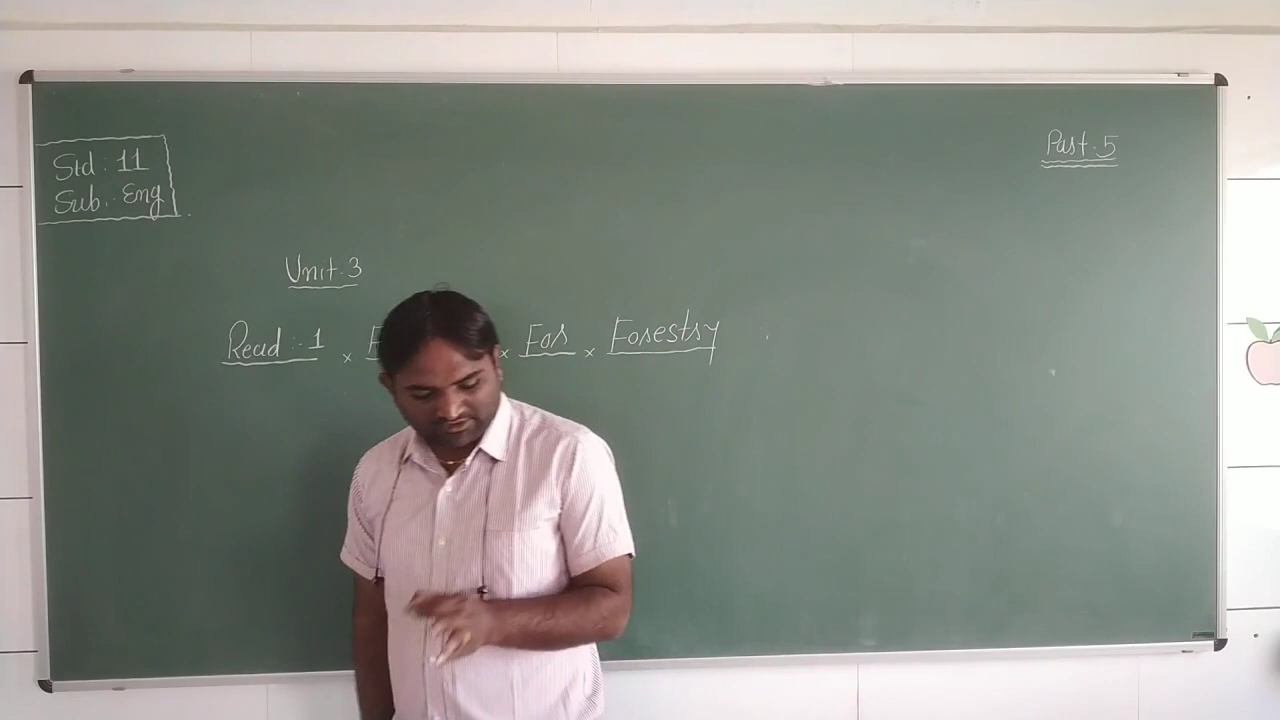 Std : 11
Sub. : Eng
Part. 5
Unit. 3
Read :- 1 × × For × Forestry